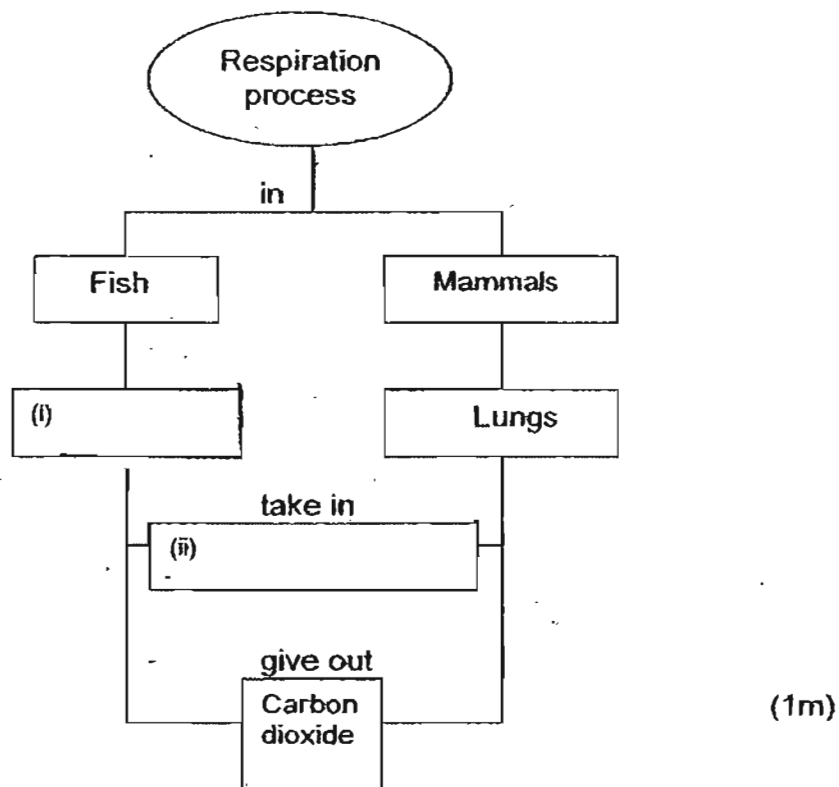 Respiration
process
in
Fish
Mammals
(i)
Lungs
take in
(ii)
give out
Carbon
dioxide
(1m)